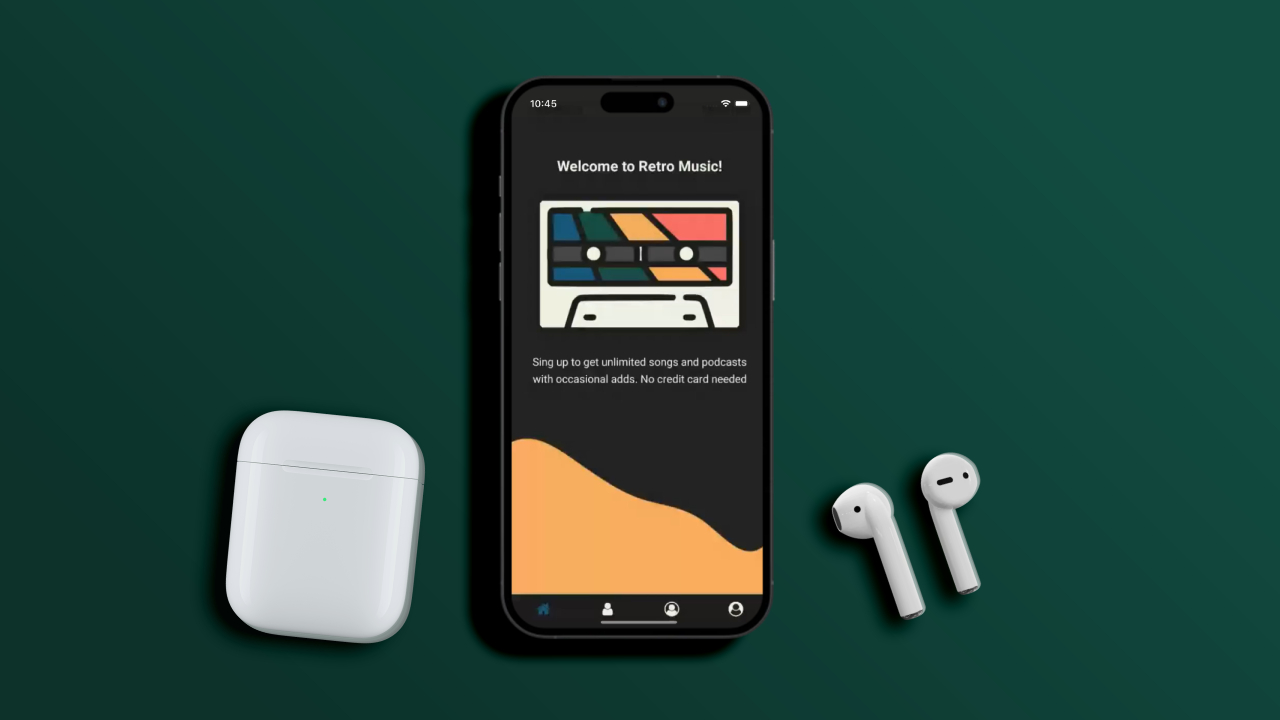 10:45
Welcome to Retro Music!
Sing up to get unlimited songs and podcasts
with occasional adds. No credit card needed